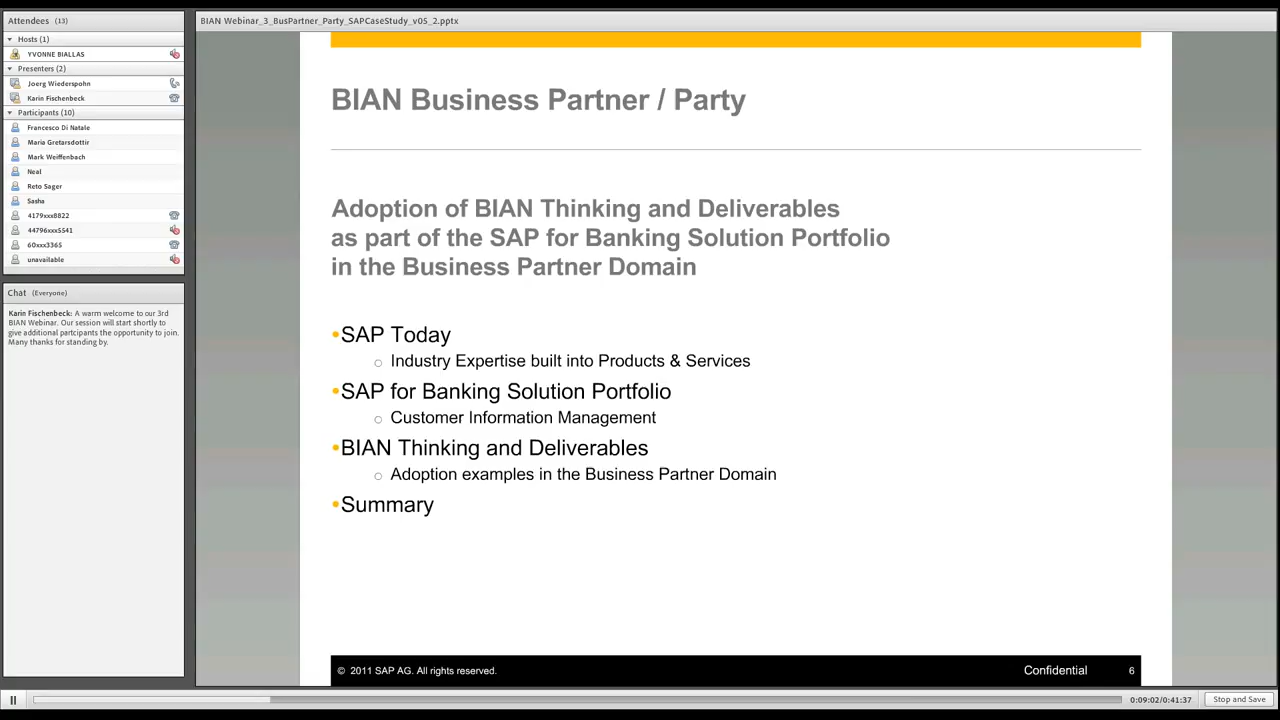 Attendees (13)
Hosts (1)
YVONNE BIALLAS
Presenters (2)
Joerg Wiederspohn
Karin Fischenbeck
Participants (10)
Francesco Di Natale
Maria Gretarsdottir
Mark Weiffenbach
Neal
Reto Sager
Sasha
4179xxx8822
44796xxx5541
60xxx3365
unavailable
Chat (Everyone)
Karin Fischenbeck: A warm welcome to our 3rd
BIAN Webinar. Our session will start shortly to
give additional partcipants the opportunity to join.
Many thanks for standing by.
BIAN Webinar_3_BusPartner_Party_SAPCaseStudy_v05_2.pptx
BIAN Business Partner / Party
Adoption of BIAN Thinking and Deliverables
as part of the SAP for Banking Solution Portfolio
in the Business Partner Domain
•SAP Today
○ Industry Expertise built into Products & Services
•SAP for Banking Solution Portfolio
○ Customer Information Management
•BIAN Thinking and Deliverables
○ Adoption examples in the Business Partner Domain
•Summary
© 2011 SAP AG. All rights reserved.
Confidential
6
0:09:02/0:41:37
Stop and Save